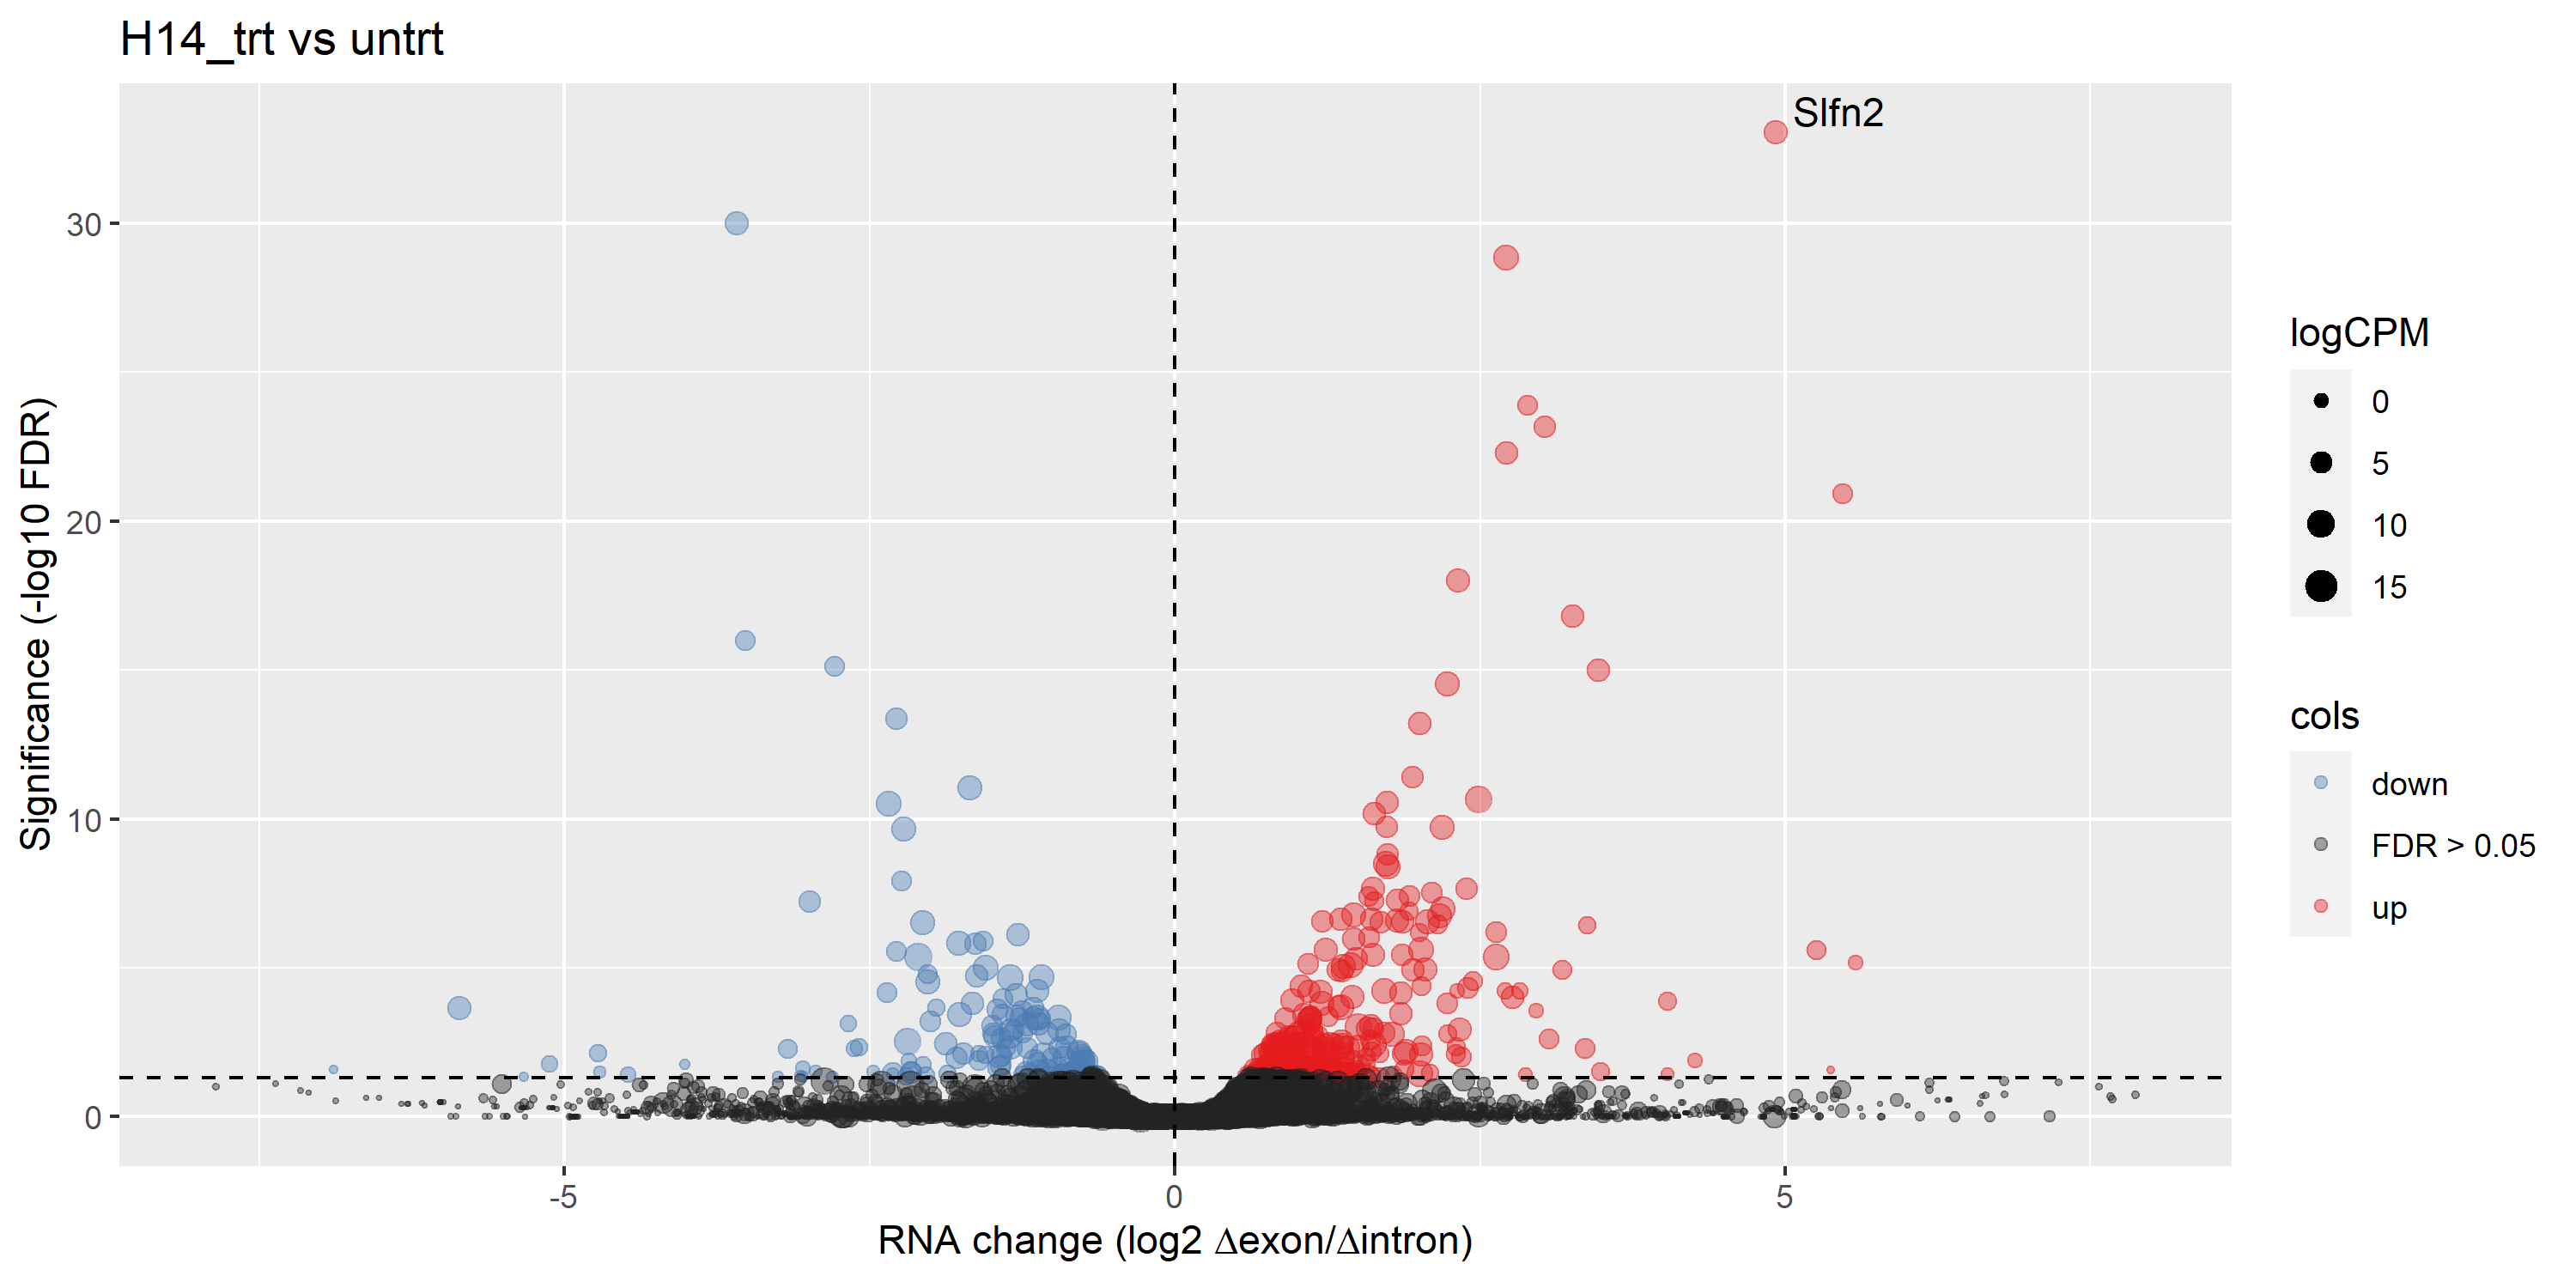 H14_trt vs untrt
Slfn2
30
20
10
0
Significance (-log10 FDR)
-5
0
5
RNA change (log2 Δexon/Δintron)
logCPM
0
5
10
15
cols
down
FDR > 0.05
up